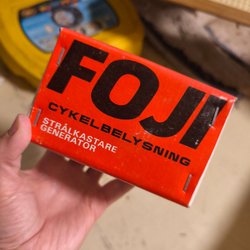 FOJI
CYKELBELYSNING
STRÅLKASTARE
GENERATOR